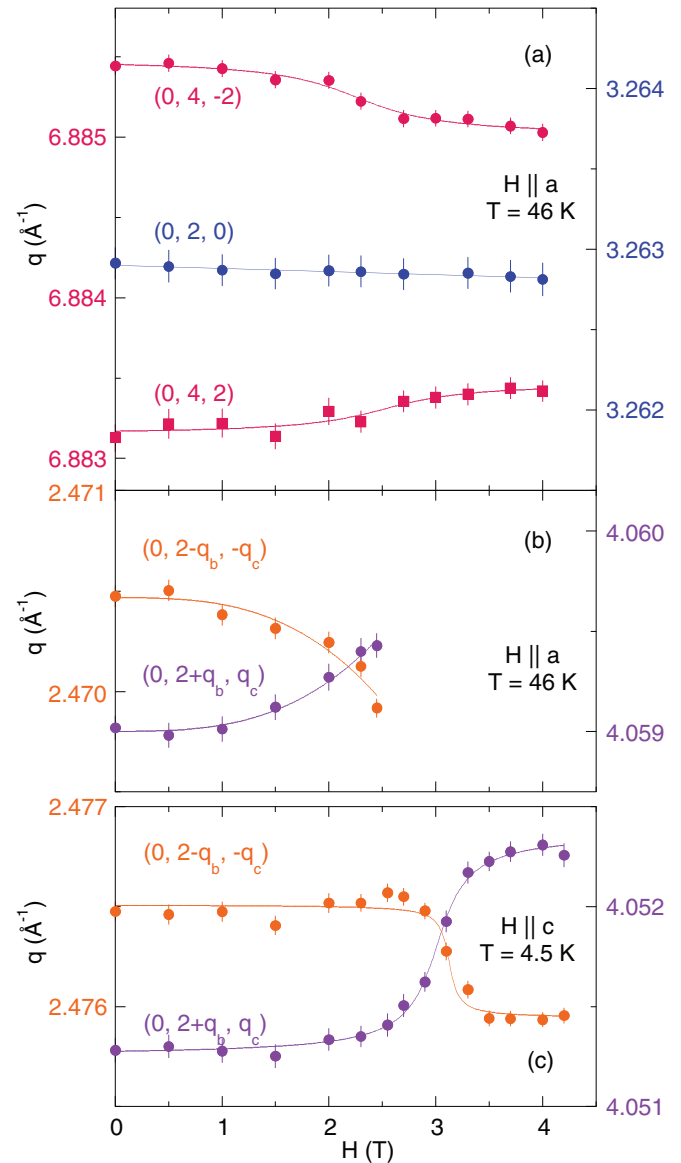 (a)
(0, 4, -2)
3.264
6.885
H || a
T = 46 K
q (Å⁻¹)
(0, 2, 0)
3.263
6.884
(0, 4, 2)
3.262
6.883
2.471
(0, 2-q_b, -q_c)
(b)
4.060
q (Å⁻¹)
H || a
T = 46 K
(0, 2+q_b, q_c)
2.470
4.059
2.477
(0, 2-q_b, -q_c)
q (Å⁻¹)
4.052
H || c
T = 4.5 K
2.476
(0, 2+q_b, q_c)
(c)
4.051
0 1 2 3 4
H (T)